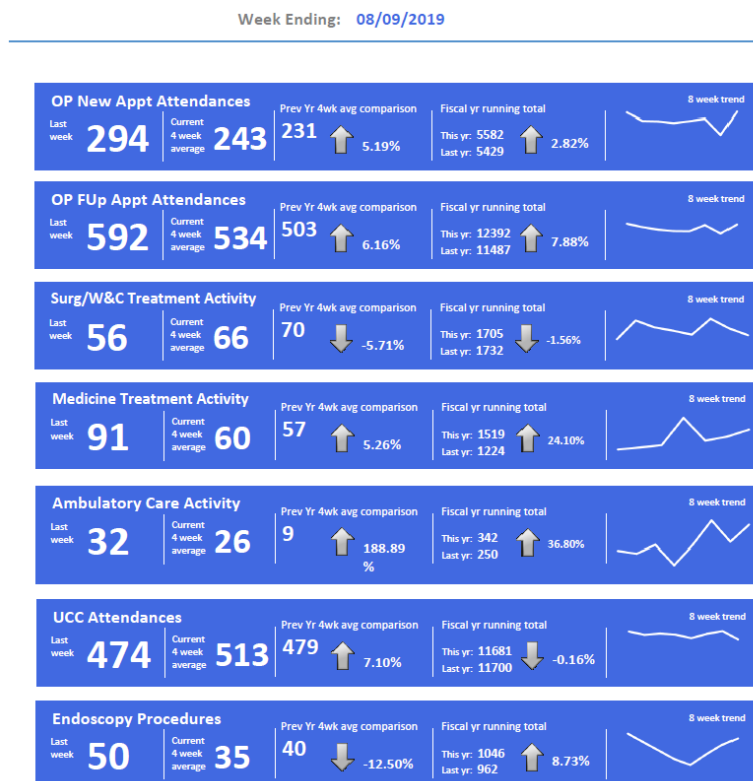 Week Ending: 08/09/2019
OP New Appt Attendances
Last week 294
Current 4 week average 243
Prev Yr 4wk avg comparison
231 5.19%
Fiscal yr running total
This yr: 5582
Last yr: 5429
2.82%
8 week trend
OP FUp Appt Attendances
Last week 592
Current 4 week average 534
Prev Yr 4wk avg comparison
503 6.16%
Fiscal yr running total
This yr: 12392
Last yr: 11487
7.88%
8 week trend
Surg/W&C Treatment Activity
Last week 56
Current 4 week average 66
Prev Yr 4wk avg comparison
70 -5.71%
Fiscal yr running total
This yr: 1705
Last yr: 1732
-1.56%
8 week trend
Medicine Treatment Activity
Last week 91
Current 4 week average 60
Prev Yr 4wk avg comparison
57 5.26%
Fiscal yr running total
This yr: 1519
Last yr: 1224
24.10%
8 week trend
Ambulatory Care Activity
Last week 32
Current 4 week average 26
Prev Yr 4wk avg comparison
9 188.89
%
Fiscal yr running total
This yr: 342
Last yr: 250
36.80%
8 week trend
UCC Attendances
Last week 474
Current 4 week average 513
Prev Yr 4wk avg comparison
479 7.10%
Fiscal yr running total
This yr: 11681
Last yr: 11700
-0.16%
8 week trend
Endoscopy Procedures
Last week 50
Current 4 week average 35
Prev Yr 4wk avg comparison
40 -12.50%
Fiscal yr running total
This yr: 1046
Last yr: 962
8.73%
8 week trend